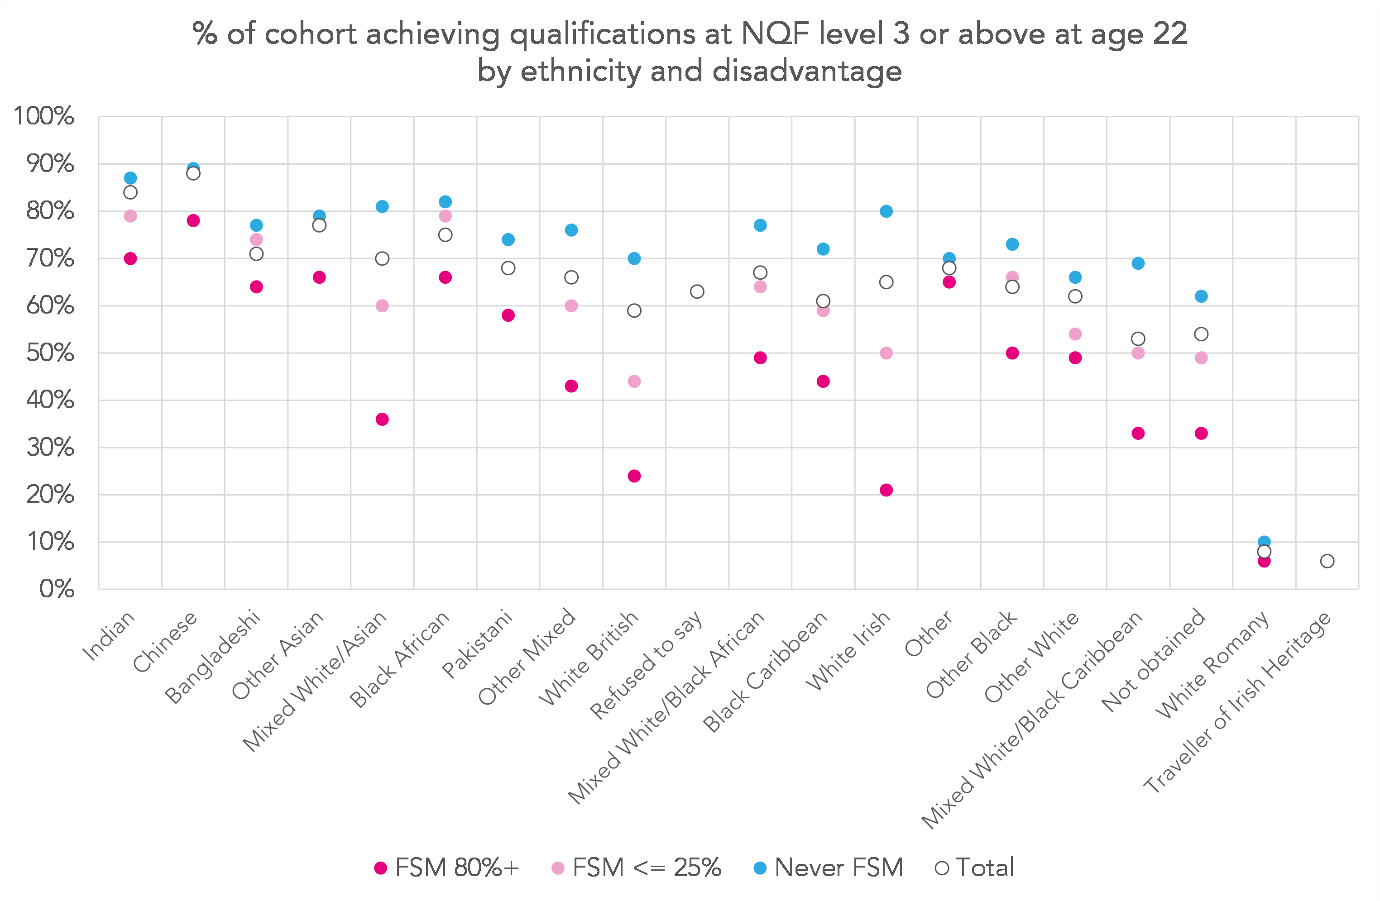 % of cohort achieving qualifications at NQF level 3 or above at age 22
by ethnicity and disadvantage
100%
90%
80%
70%
60%
50%
40%
30%
20%
10%
0%
Indian
Chinese
Bangladeshi
Other Asian
Mixed White/Asian
Black African
Pakistani
Other Mixed
White British
Refused to say
Mixed White/Black African
Black Caribbean
White Irish
Other
Other Black
Other White
Mixed White/Black Caribbean
Not obtained
White Romany
Traveller of Irish Heritage
FSM 80%+
FSM <= 25%
Never FSM
Total